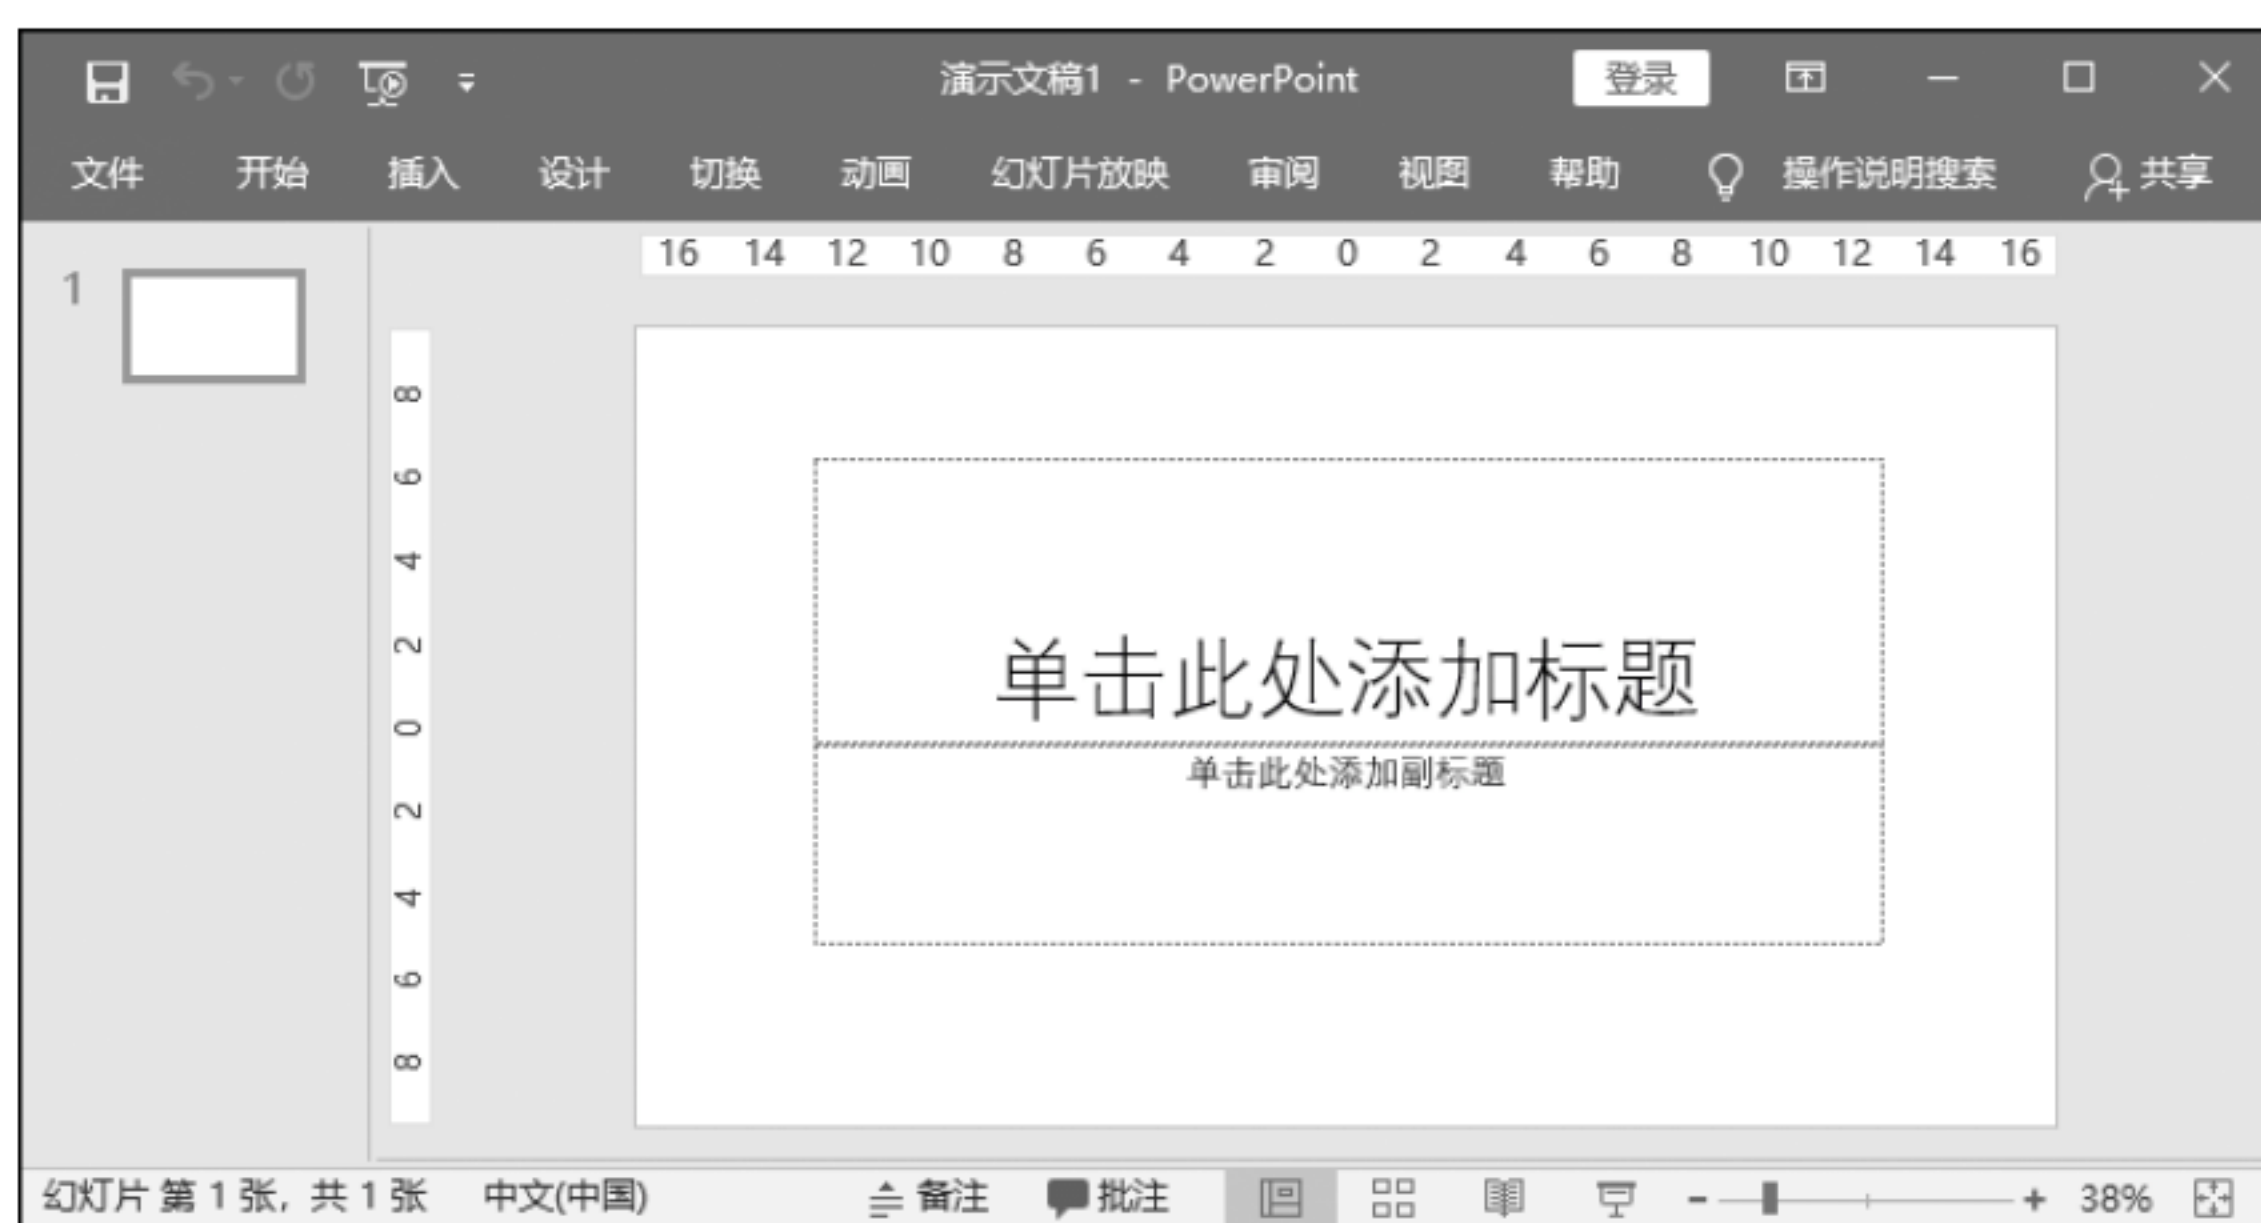 演示文稿1 - PowerPoint 登录
文件 开始 插入 设计 切换 动画 幻灯片放映 审阅 视图 帮助 操作说明搜索 共享
16 14 12 10 8 6 4 2 0 2 4 6 8 10 12 14 16
1
8
6
4
2
0
2
4
6
8
单击此处添加标题
单击此处添加副标题
幻灯片 第 1 张，共 1 张 中文(中国) 备注 批注 38%